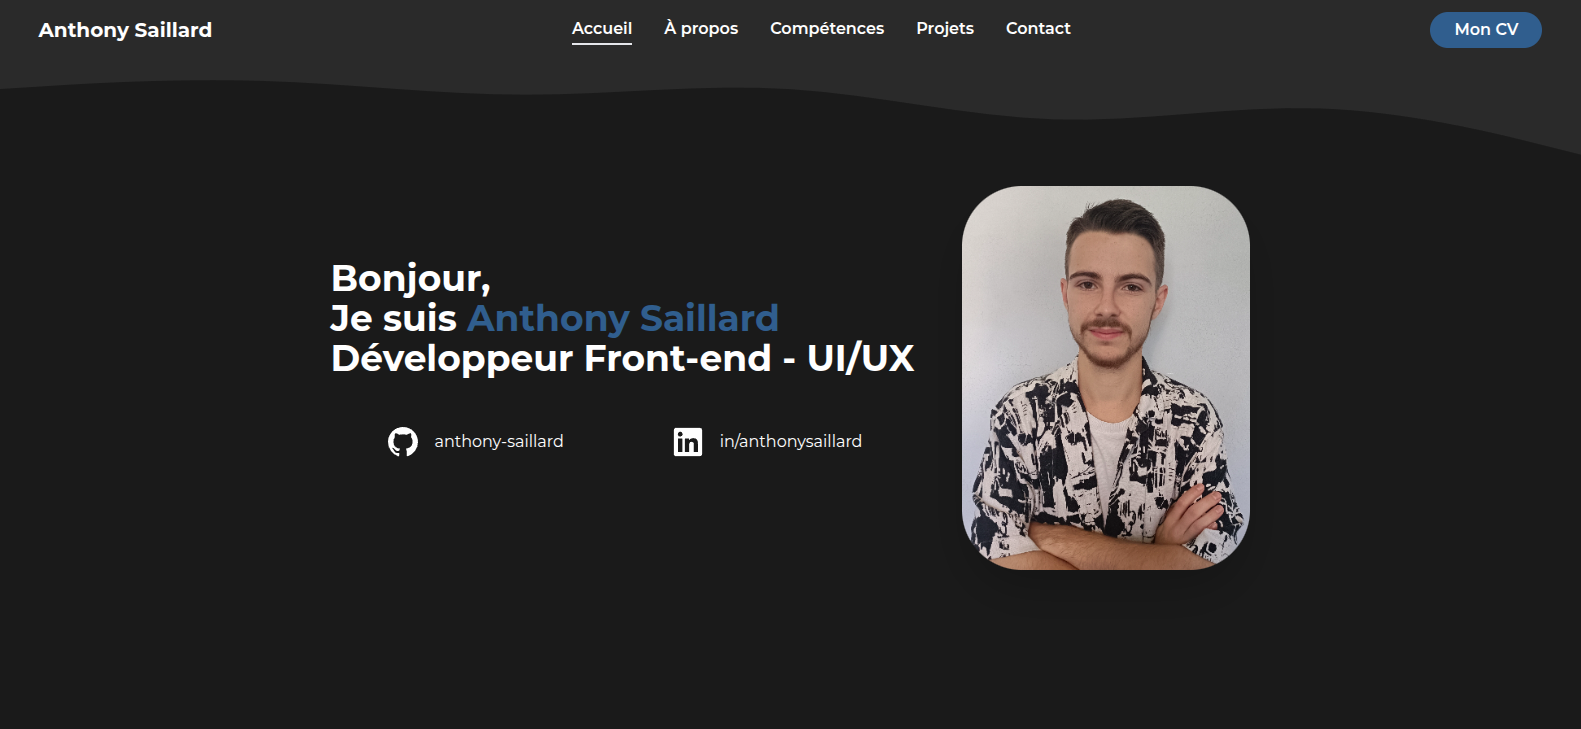 Anthony Saillard
Accueil À propos Compétences Projets Contact
Mon CV
Bonjour,
Je suis Anthony Saillard
Développeur Front-end - UI/UX
anthony-saillard
in/anthonysaillard